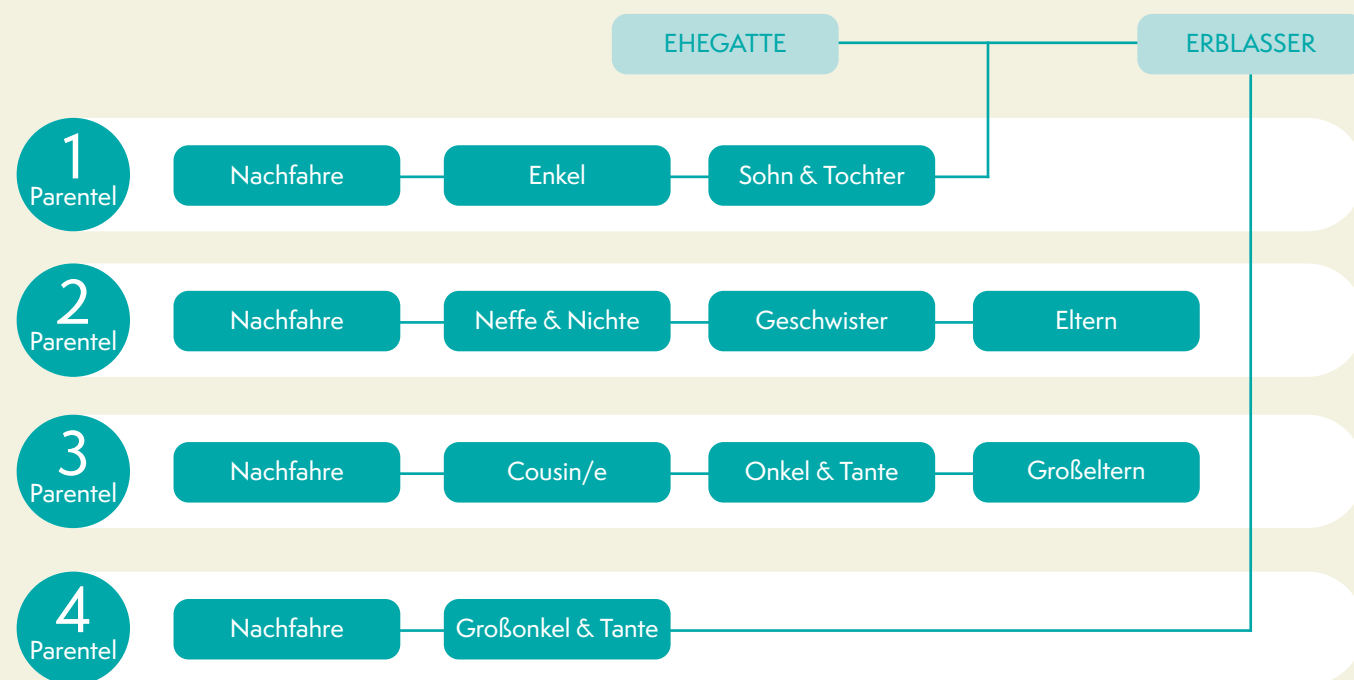 EHEGATTE ERBLASSER
1
Parentel
Nachfahre Enkel Sohn & Tochter
2
Parentel
Nachfahre Neffe & Nichte Geschwister Eltern
3
Parentel
Nachfahre Cousin/e Onkel & Tante Großeltern
4
Parentel
Nachfahre Großonkel & Tante